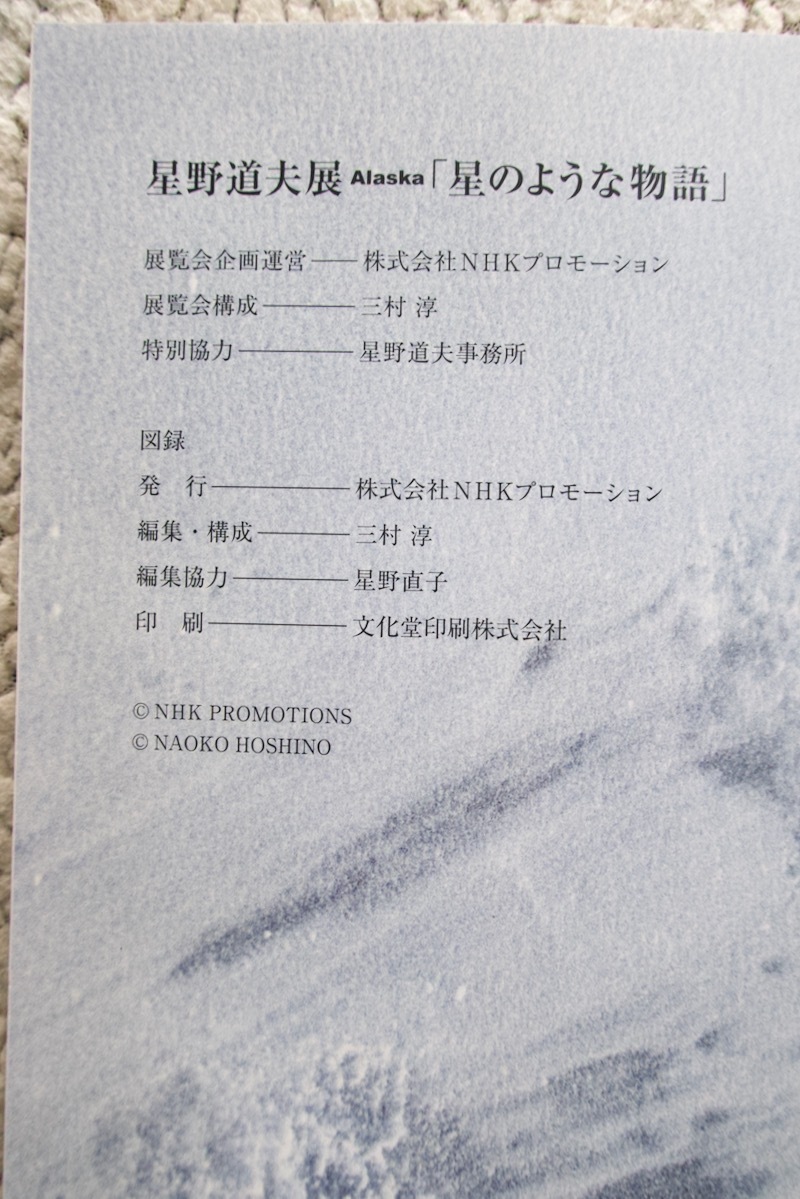 星野道夫展 Alaska「星のような物語」
展覧会企画運営――株式会社NHKプロモーション
展覧会構成――――三村 淳
特別協力―――――星野道夫事務所
図録
発　行――――――株式会社NHKプロモーション
編集・構成――――三村 淳
編集協力―――――星野直子
印　刷――――――文化堂印刷株式会社
© NHK PROMOTIONS
© NAOKO HOSHINO